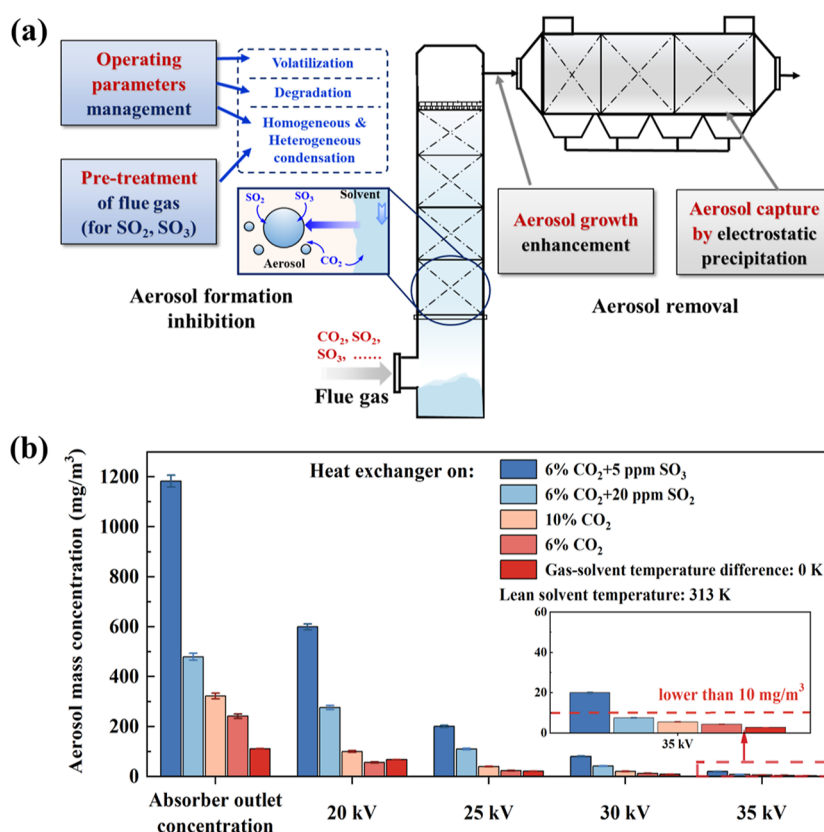 (a)
Operating
parameters
management
Volatilization
Degradation
Homogeneous &
Heterogeneous
condensation
Pre-treatment
of flue gas
(for SO₂, SO₃)
SO₂
SO₃
Solvent
Aerosol
CO₂
Aerosol formation
inhibition
CO₂, SO₂,
SO₃, ……
Flue gas
Aerosol growth
enhancement
Aerosol capture
by electrostatic
precipitation
Aerosol removal
(b)
Aerosol mass concentration (mg/m³)
1200
1000
800
600
400
200
0
Heat exchanger on:
6% CO₂+5 ppm SO₃
6% CO₂+20 ppm SO₂
10% CO₂
6% CO₂
Gas-solvent temperature difference: 0 K
Lean solvent temperature: 313 K
60
40
20
0
lower than 10 mg/m³
35 kV
Absorber outlet
concentration
20 kV
25 kV
30 kV
35 kV